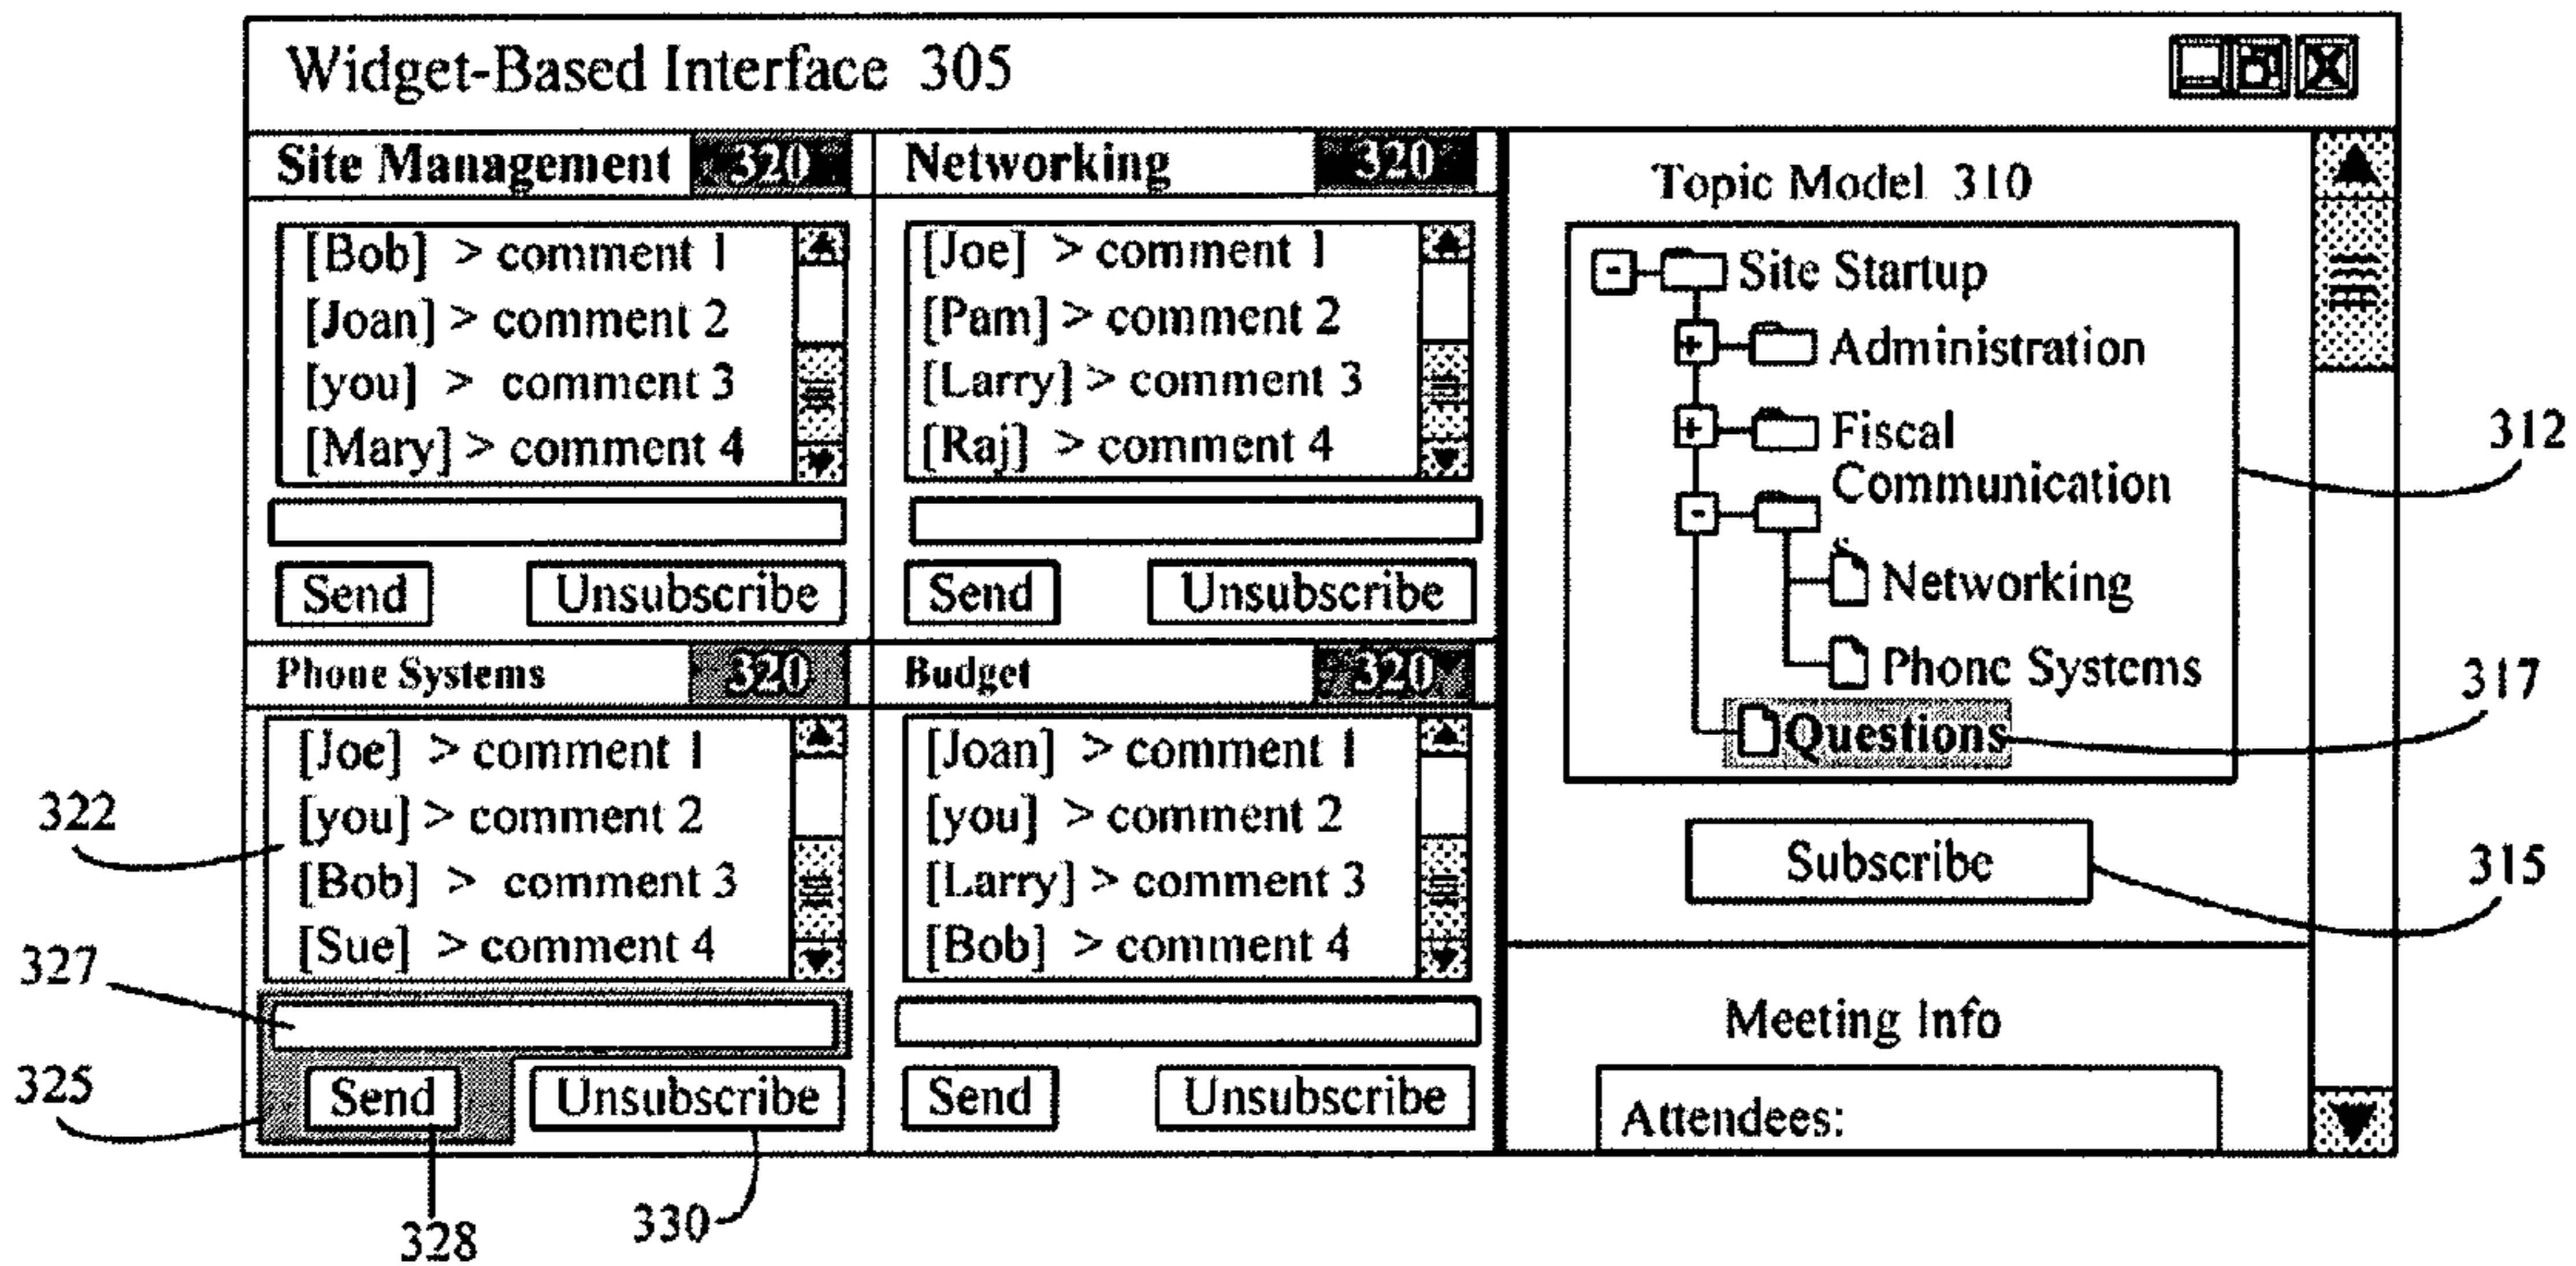 Widget-Based Interface 305
Site Management 320
[Bob] > comment 1
[Joan] > comment 2
[you] > comment 3
[Mary] > comment 4
Send Unsubscribe
Networking 320
[Joe] > comment 1
[Pam] > comment 2
[Larry] > comment 3
[Raj] > comment 4
Send Unsubscribe
Phone Systems 320
[Joe] > comment 1
[you] > comment 2
[Bob] > comment 3
[Sue] > comment 4
Send Unsubscribe
Budget 320
[Joan] > comment 1
[you] > comment 2
[Larry] > comment 3
[Bob] > comment 4
Send Unsubscribe
Topic Model 310
- Site Startup
+ Administration
+ Fiscal
- Communication
Networking
Phone Systems
Questions
Subscribe
Meeting Info
Attendees:
312
317
315
322
327
325
328
330